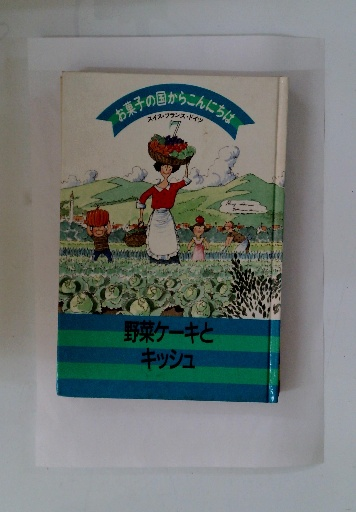 お菓子の国からこんにちは
スイス・フランス・ドイツ
7
野菜ケーキと
キッシュ